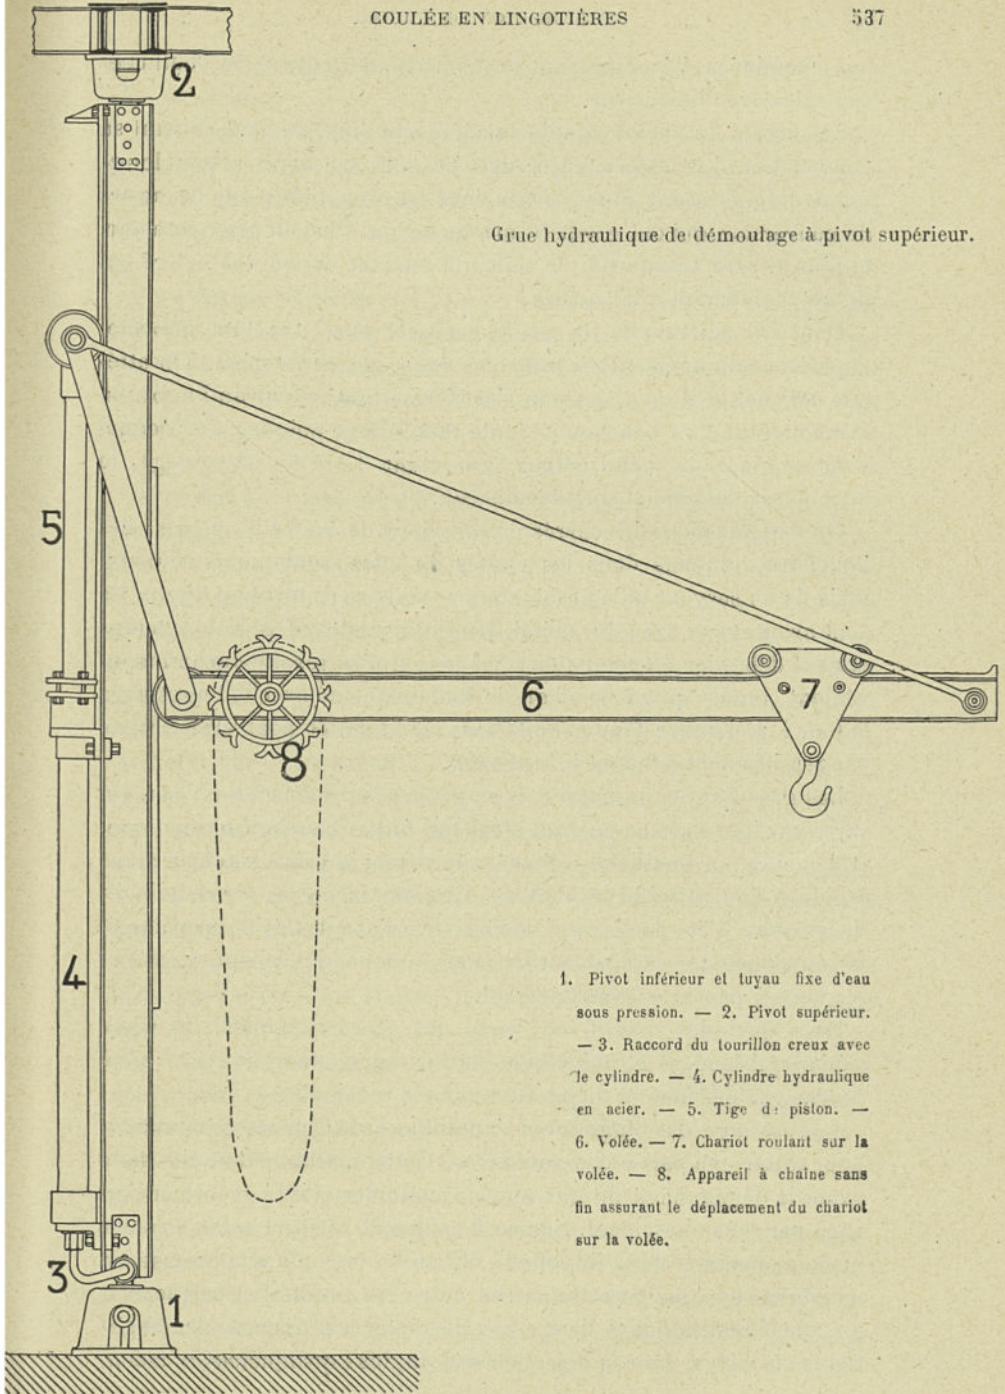 COULÉE EN LINGOTIÈRES 537
2
Grue hydraulique de démoulage à pivot supérieur.
5
6
7
8
4
1. Pivot inférieur et tuyau fixe d'eau
sous pression. — 2. Pivot supérieur.
— 3. Raccord du tourillon creux avec
le cylindre. — 4. Cylindre hydraulique
en acier. — 5. Tige de piston. —
6. Volée. — 7. Chariot roulant sur la
volée. — 8. Appareil à chaîne sans
fin assurant le déplacement du chariot
sur la volée.
3
1